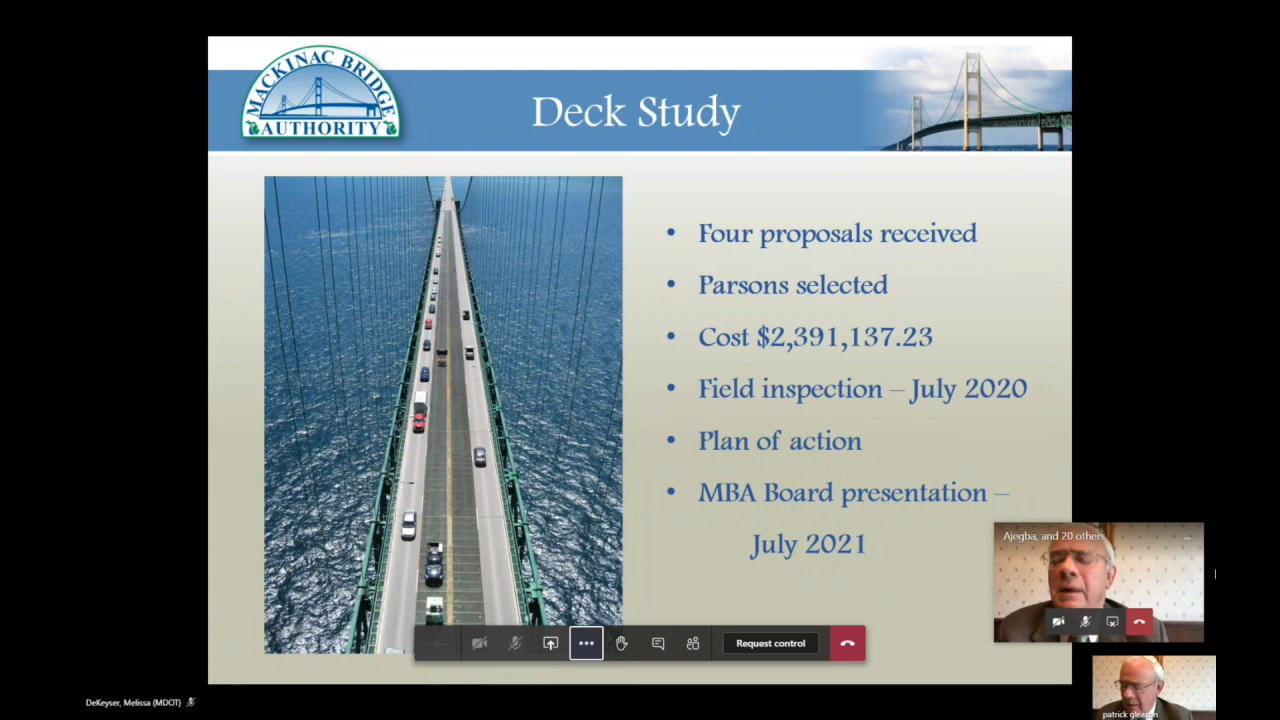 MACKINAC BRIDGE
AUTHORITY
Deck Study
• Four proposals received
• Parsons selected
• Cost $2,391,137.23
• Field inspection – July 2020
• Plan of action
• MBA Board presentation –
July 2021
Ajegba, and 20 others
Request control
DeKeyser, Melissa (MDOT)
patrick gleason